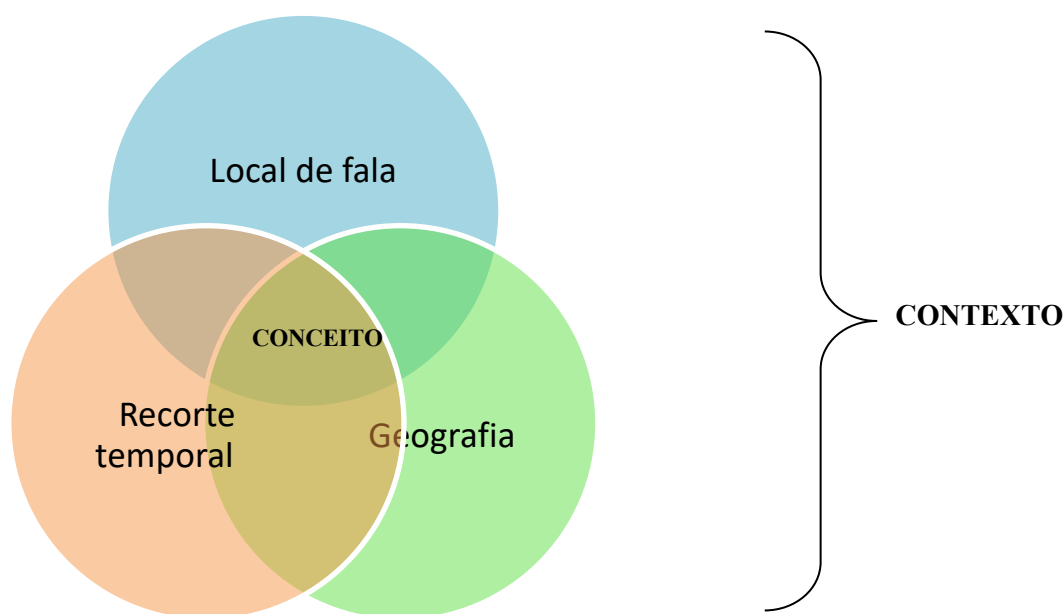 Local de fala
CONTEXTO
CONCEITO
Recorte
temporal
Geografia